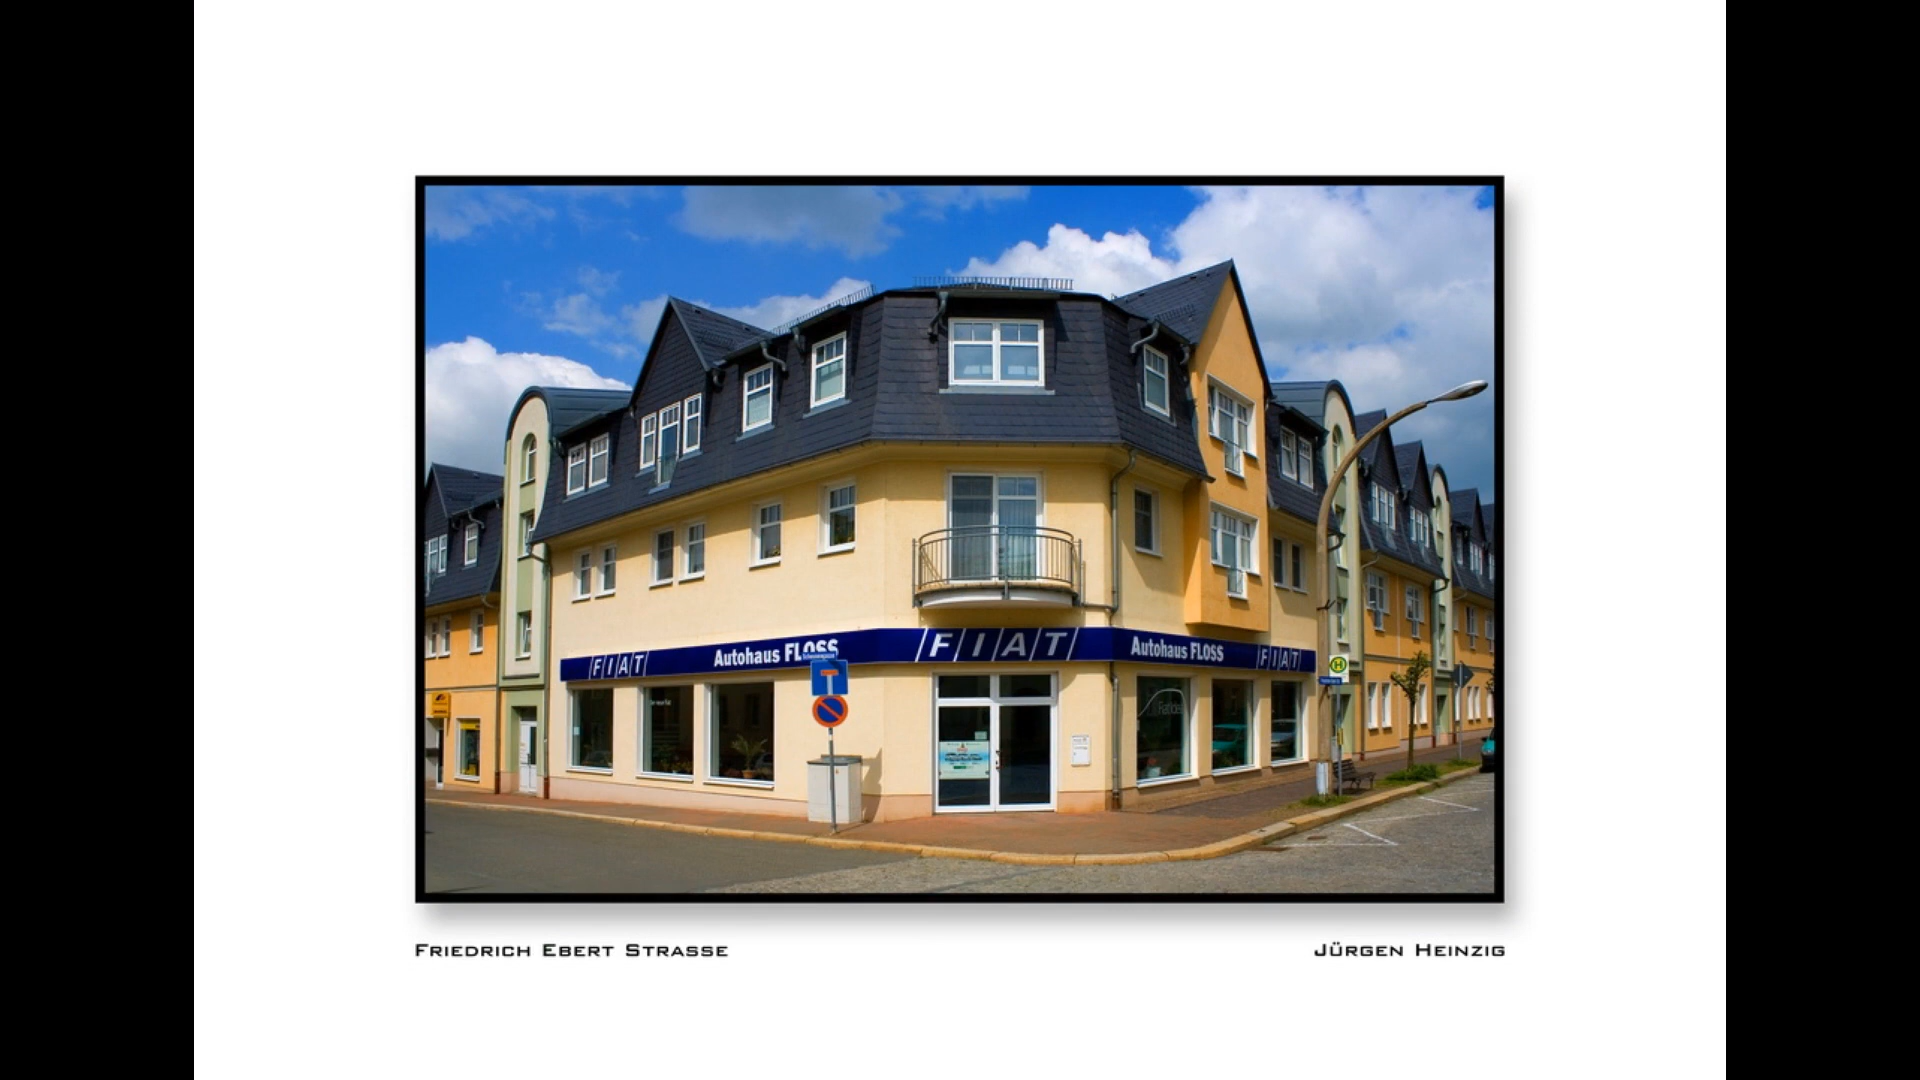 FIAT
Autohaus FLOSS
FIAT
Autohaus FLOSS
FIAT
H
FRIEDRICH EBERT STRASSE
JÜRGEN HEINZIG